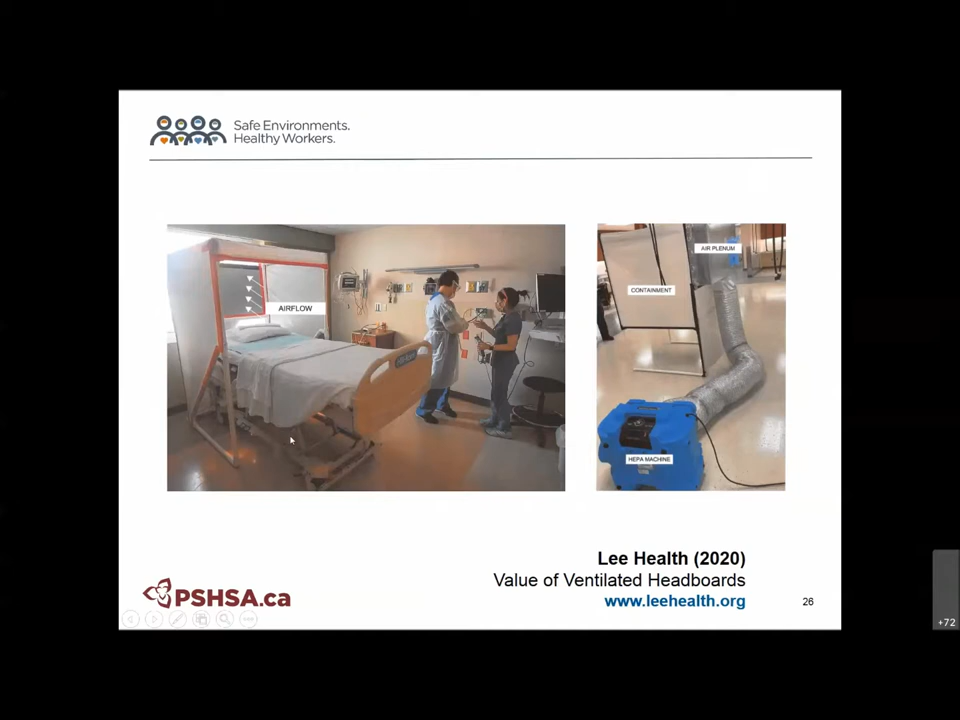 Safe Environments.
Healthy Workers.
AIRFLOW
AIR PLENUM
CONTAINMENT
HEPA MACHINE
Lee Health (2020)
Value of Ventilated Headboards
www.leehealth.org
PSHSA.ca
26
+72